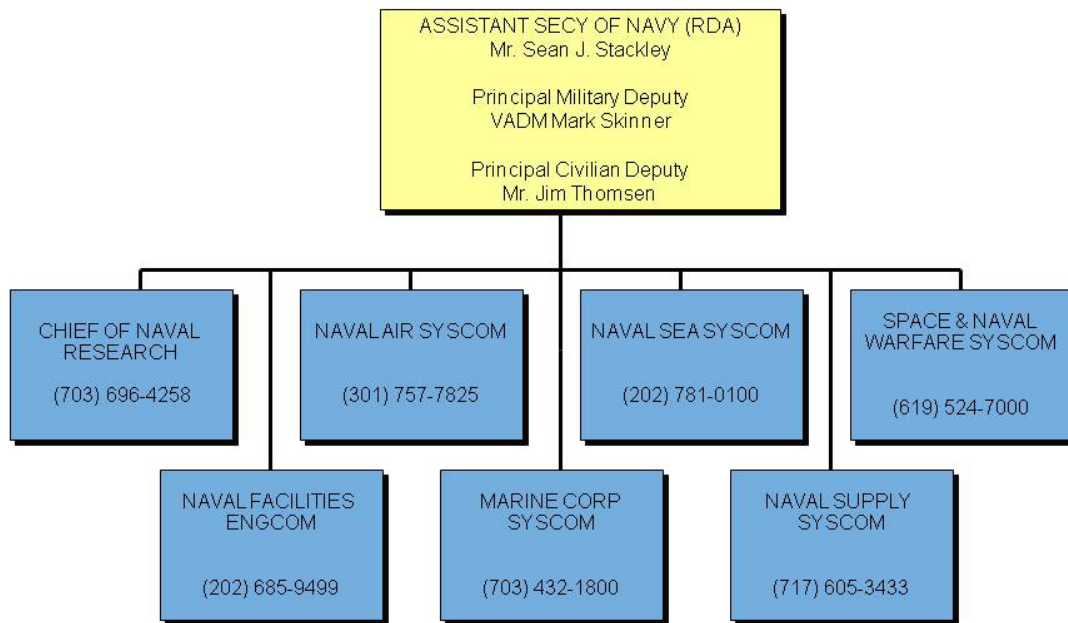 ASSISTANT SECY OF NAVY (RDA)
Mr. Sean J. Stackley
Principal Military Deputy
VADM Mark Skinner
Principal Civilian Deputy
Mr. Jim Thomsen
CHIEF OF NAVAL
RESEARCH
(703) 696-4258
NAVAL AIR SYSCOM
(301) 757-7825
NAVAL SEA SYSCOM
(202) 781-0100
SPACE & NAVAL
WARFARE SYSCOM
(619) 524-7000
NAVAL FACILITIES
ENGCOM
(202) 685-9499
MARINE CORP
SYSCOM
(703) 432-1800
NAVAL SUPPLY
SYSCOM
(717) 605-3433